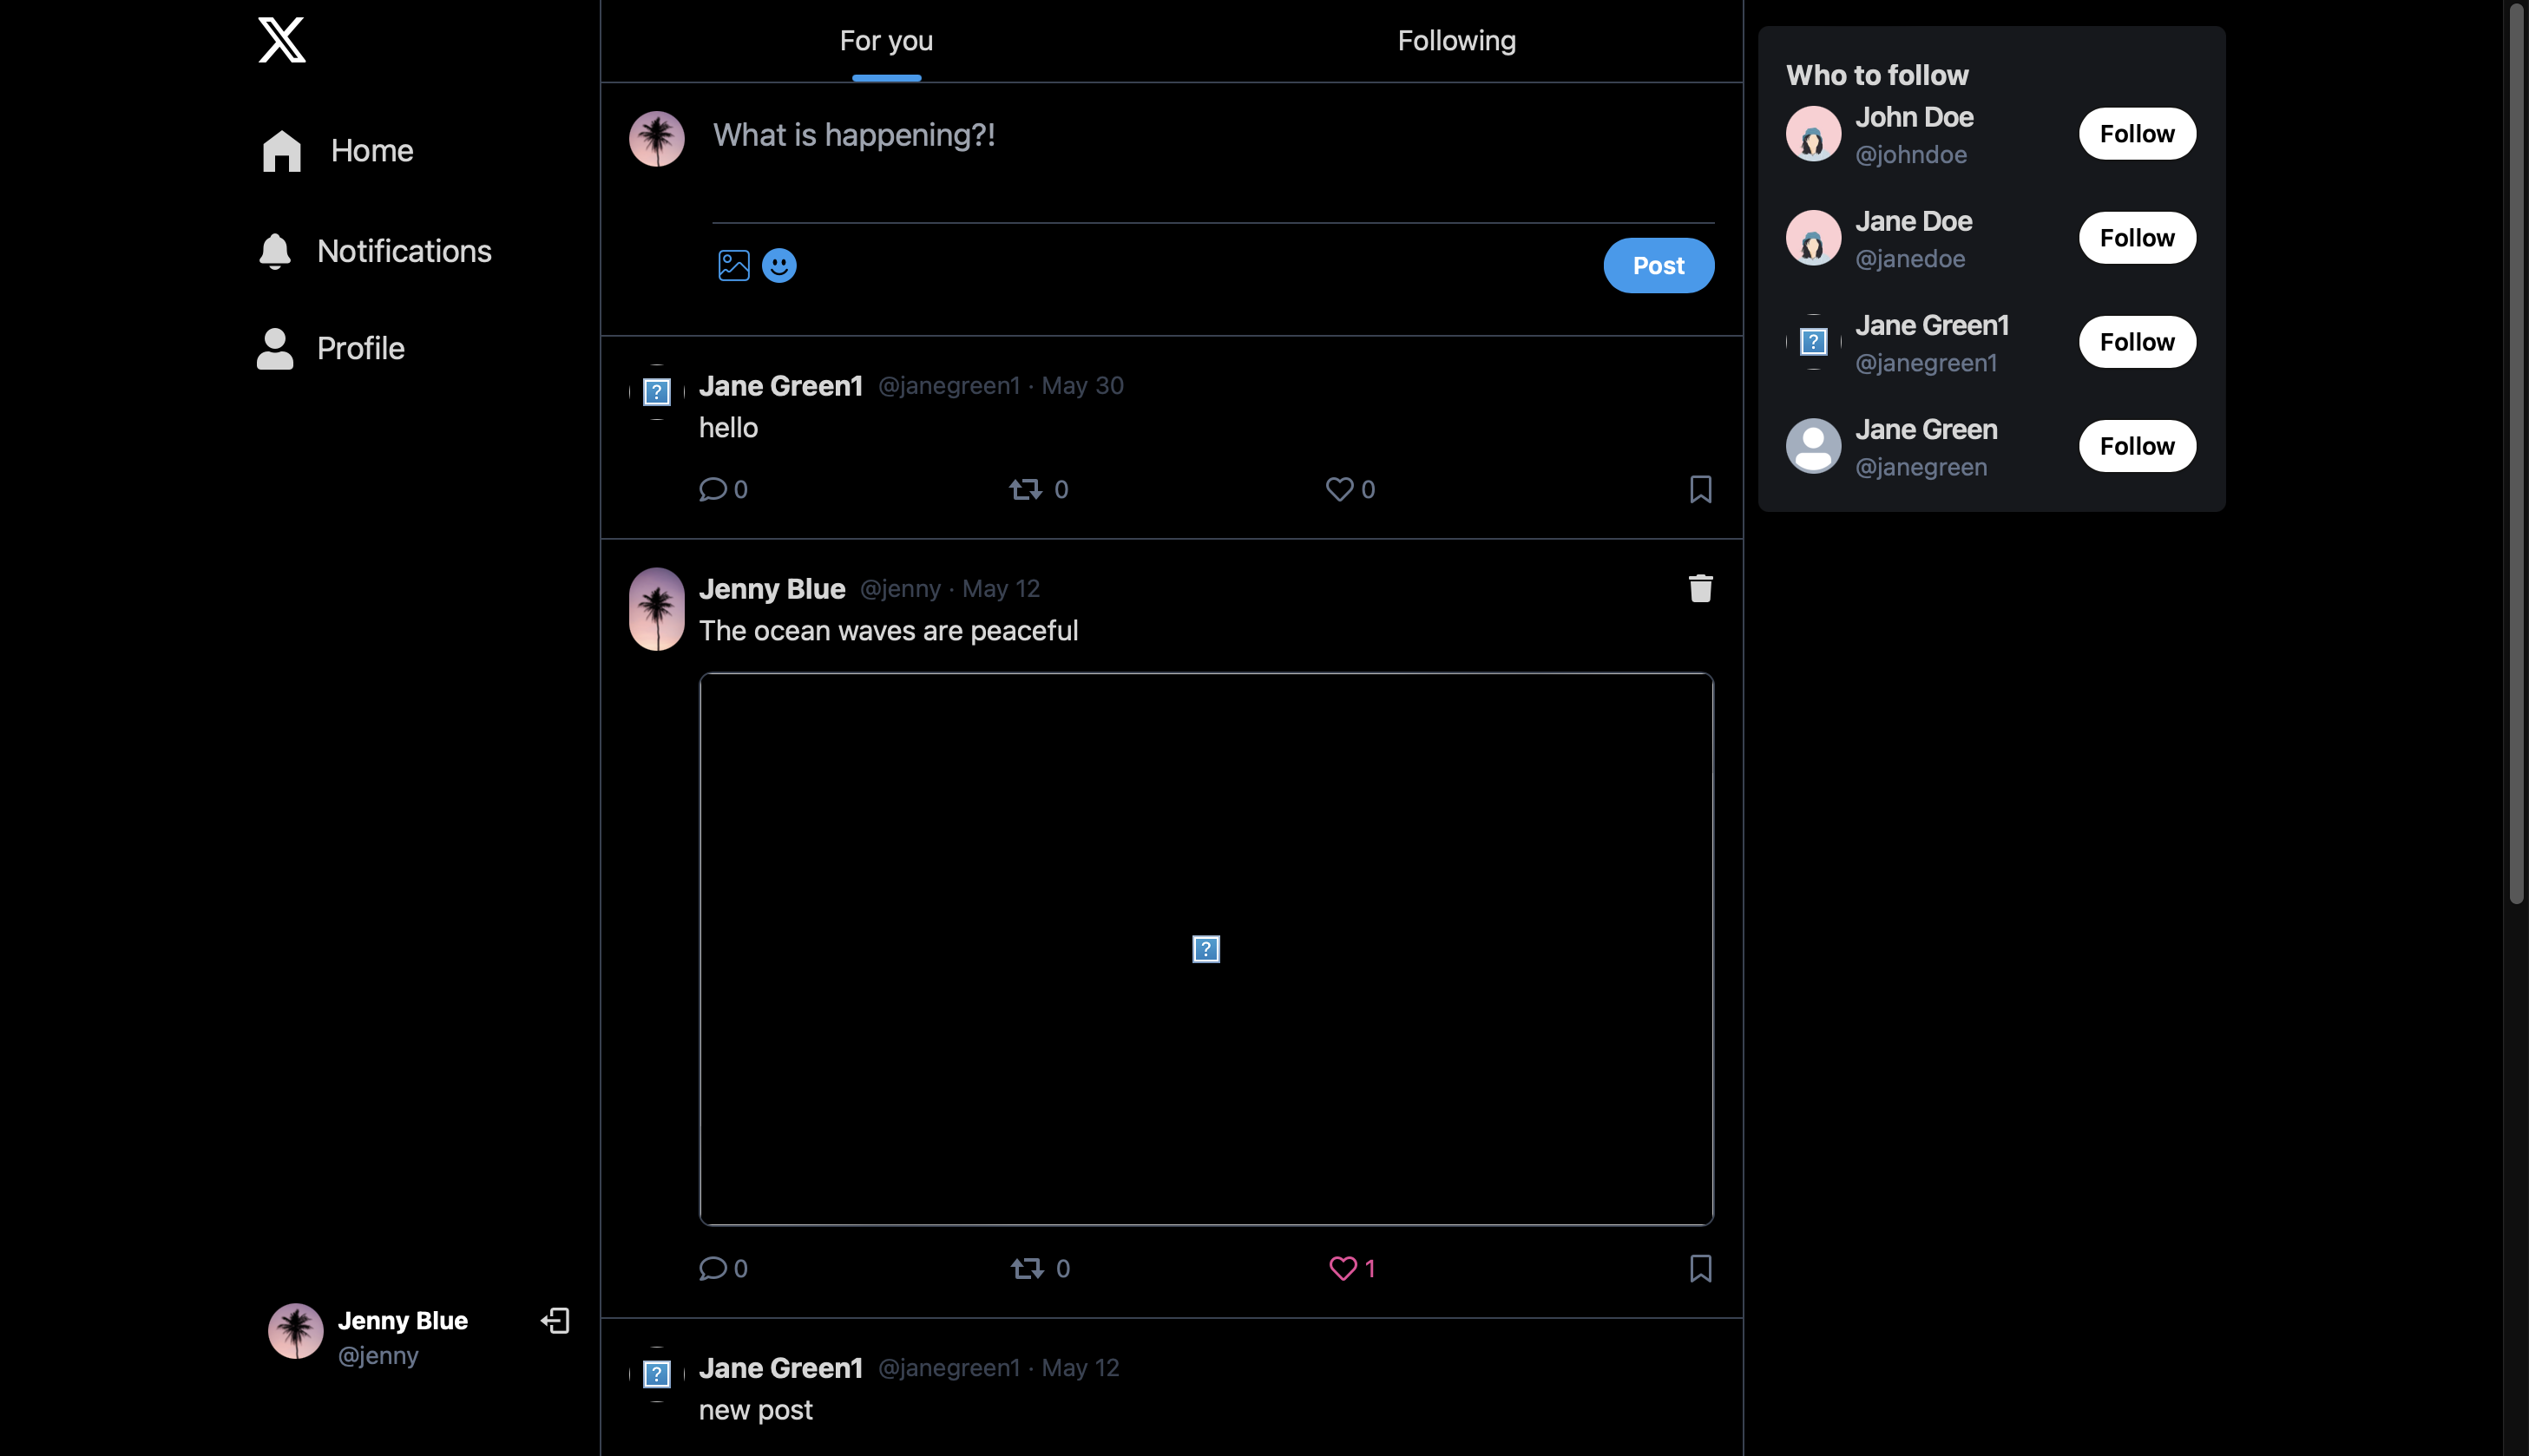 Home
Notifications
Profile
Jenny Blue
@jenny
For you
Following
What is happening?!
Post
Jane Green1 @janegreen1 · May 30
hello
0 0 0
Jenny Blue @jenny · May 12
The ocean waves are peaceful
0 0 1
Jane Green1 @janegreen1 · May 12
new post
Who to follow
John Doe
@johndoe
Follow
Jane Doe
@janedoe
Follow
Jane Green1
@janegreen1
Follow
Jane Green
@janegreen
Follow